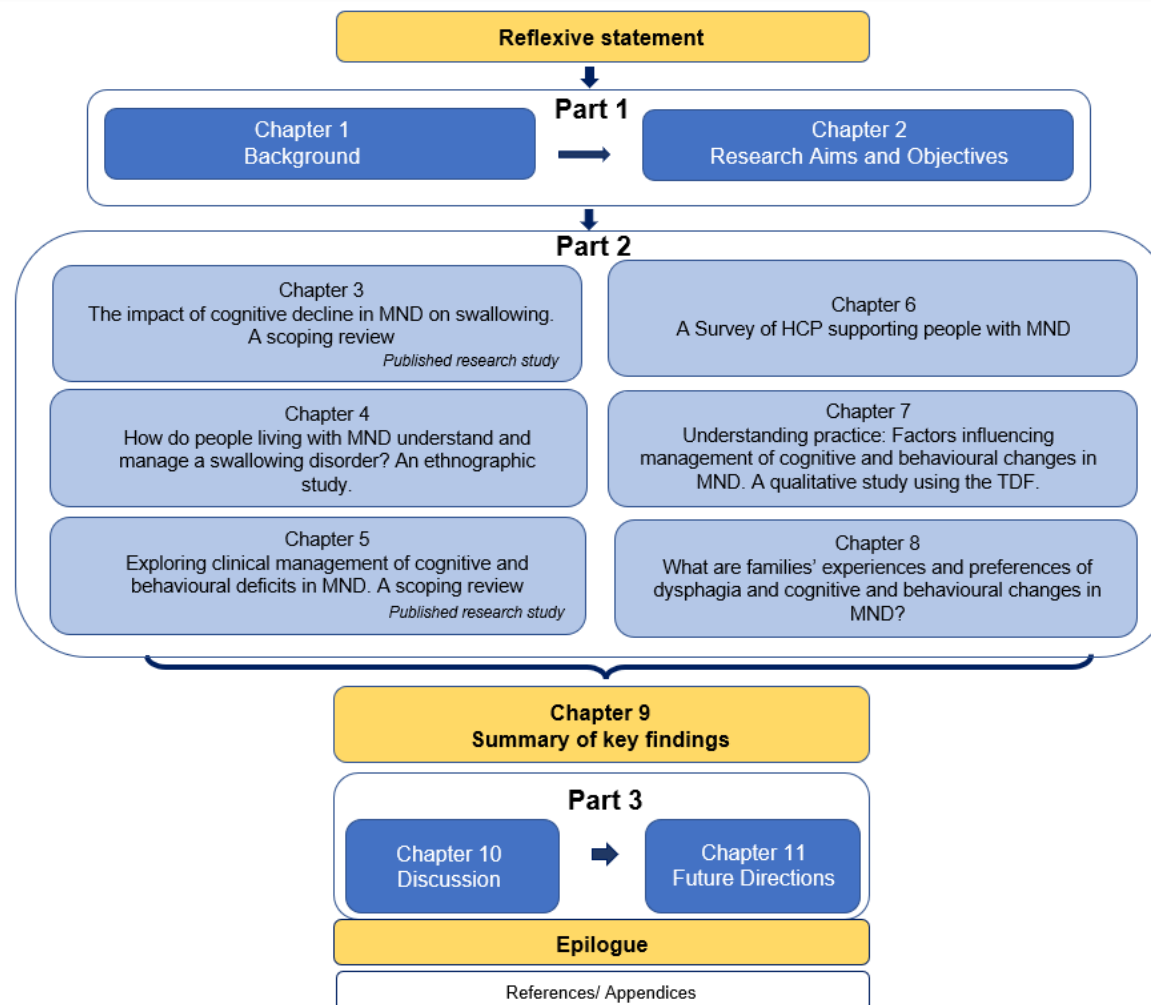 Reflexive statement
Part 1
Chapter 1
Background
Chapter 2
Research Aims and Objectives
Part 2
Chapter 3
The impact of cognitive decline in MND on swallowing.
A scoping review
Published research study
Chapter 4
How do people living with MND understand and
manage a swallowing disorder? An ethnographic
study.
Chapter 5
Exploring clinical management of cognitive and
behavioural deficits in MND. A scoping review
Published research study
Chapter 6
A Survey of HCP supporting people with MND
Chapter 7
Understanding practice: Factors influencing
management of cognitive and behavioural changes in
MND. A qualitative study using the TDF.
Chapter 8
What are families' experiences and preferences of
dysphagia and cognitive and behavioural changes in
MND?
Chapter 9
Summary of key findings
Part 3
Chapter 10
Discussion
Chapter 11
Future Directions
Epilogue
References/ Appendices